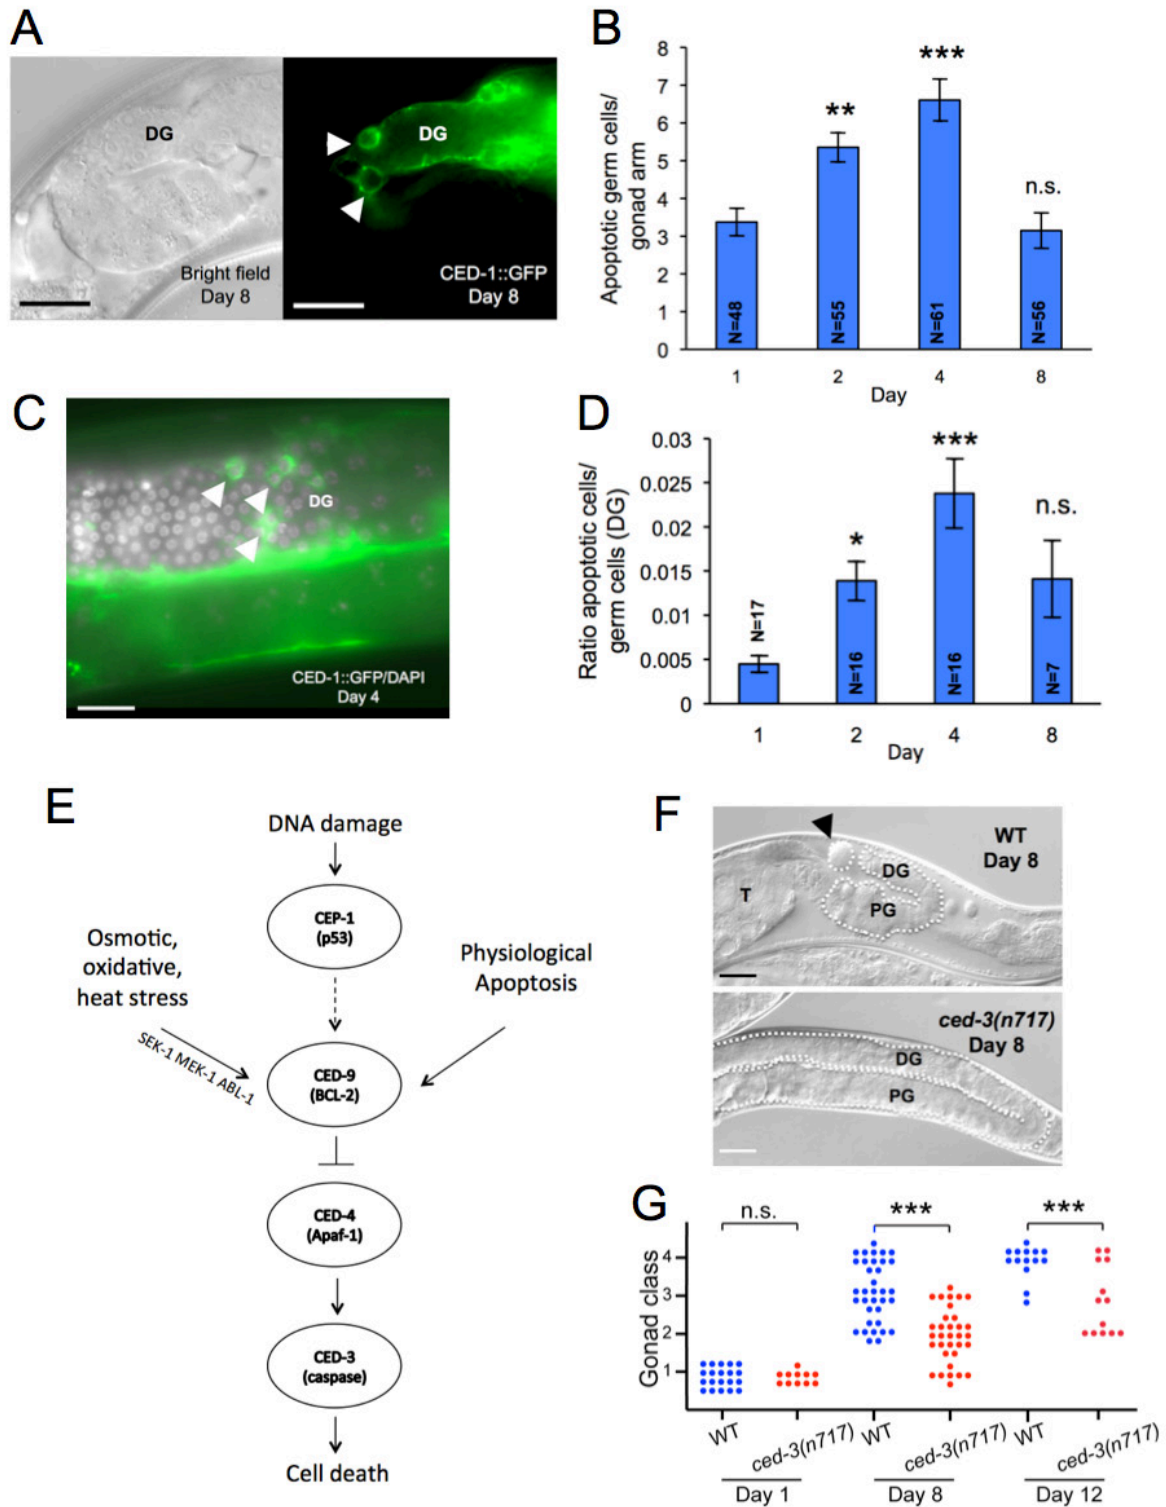 A
DG
Bright field
Day 8
DG
CED-1::GFP
Day 8
B
Apoptotic germ cells/
gonad arm
8
7
6
5
4
3
2
1
0
**
***
n.s.
N=48
N=55
N=61
N=56
1 2 4 8
Day
C
DG
CED-1::GFP/DAPI
Day 4
D
Ratio apoptotic cells/
germ cells (DG)
0.03
0.025
0.02
0.015
0.01
0.005
0
*
***
n.s.
N=17
N=16
N=16
N=7
1 2 4 8
Day
E
DNA damage
CEP-1
(p53)
Osmotic,
oxidative,
heat stress
Physiological
Apoptosis
SEK-1 MEK-1 ABL-1
CED-9
(BCL-2)
CED-4
(Apaf-1)
CED-3
(caspase)
Cell death
F
WT
Day 8
DG
T
PG
ced-3(n717)
Day 8
DG
PG
G
n.s.
***
***
Gonad class
4
3
2
1
WT ced-3(n717) WT ced-3(n717) WT ced-3(n717)
Day 1 Day 8 Day 12